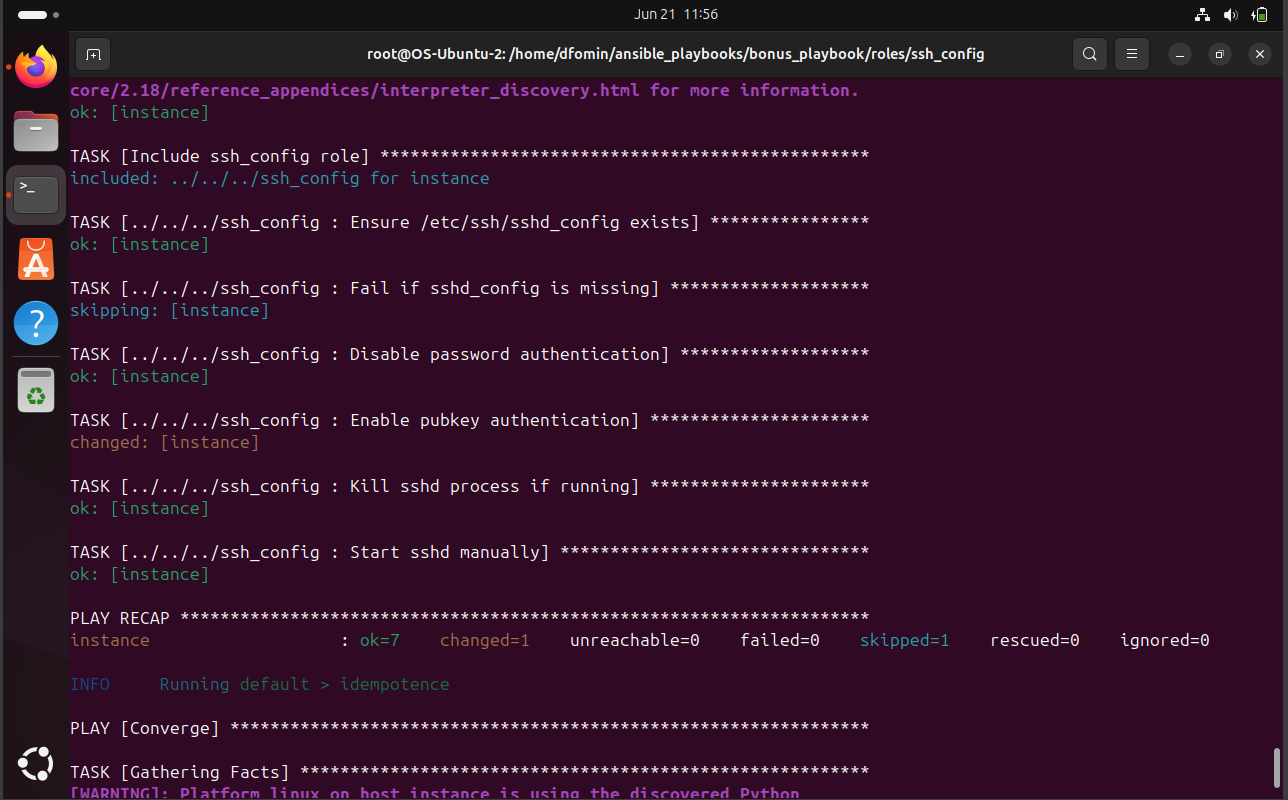 Jun 21 11:56
root@OS-Ubuntu-2: /home/dfomin/ansible_playbooks/bonus_playbook/roles/ssh_config
core/2.18/reference_appendices/interpreter_discovery.html for more information.
ok: [instance]
TASK [Include ssh_config role] *************************************************
included: ../../../ssh_config for instance
TASK [../../../ssh_config : Ensure /etc/ssh/sshd_config exists] ****************
ok: [instance]
TASK [../../../ssh_config : Fail if sshd_config is missing] ********************
skipping: [instance]
TASK [../../../ssh_config : Disable password authentication] *******************
ok: [instance]
TASK [../../../ssh_config : Enable pubkey authentication] **********************
changed: [instance]
TASK [../../../ssh_config : Kill sshd process if running] **********************
ok: [instance]
TASK [../../../ssh_config : Start sshd manually] *******************************
ok: [instance]
PLAY RECAP *********************************************************************
instance                   : ok=7    changed=1    unreachable=0    failed=0    skipped=1    rescued=0    ignored=0
INFO     Running default > idempotence
PLAY [Converge] ****************************************************************
TASK [Gathering Facts] *********************************************************
[WARNING]: Platform linux on host instance is using the discovered Python